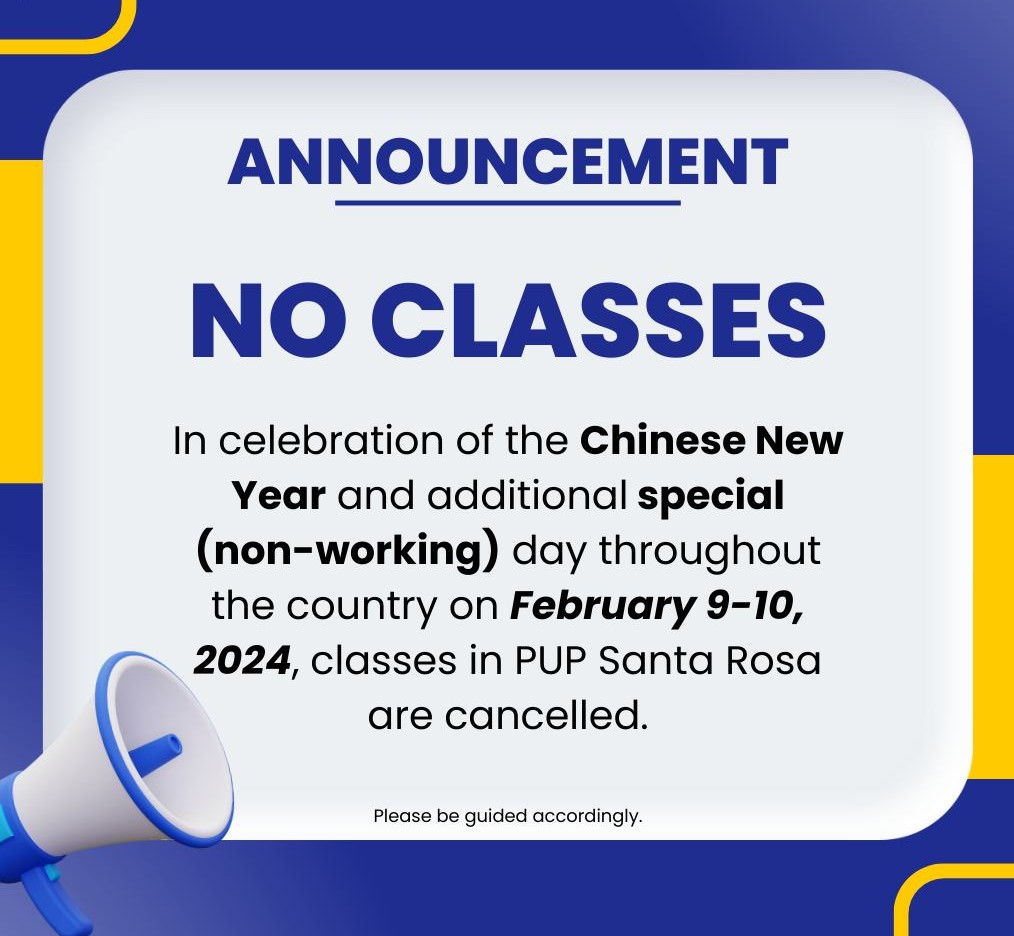 ANNOUNCEMENT
NO CLASSES
In celebration of the Chinese New
Year and additional special
(non-working) day throughout
the country on February 9-10,
2024, classes in PUP Santa Rosa
are cancelled.
Please be guided accordingly.